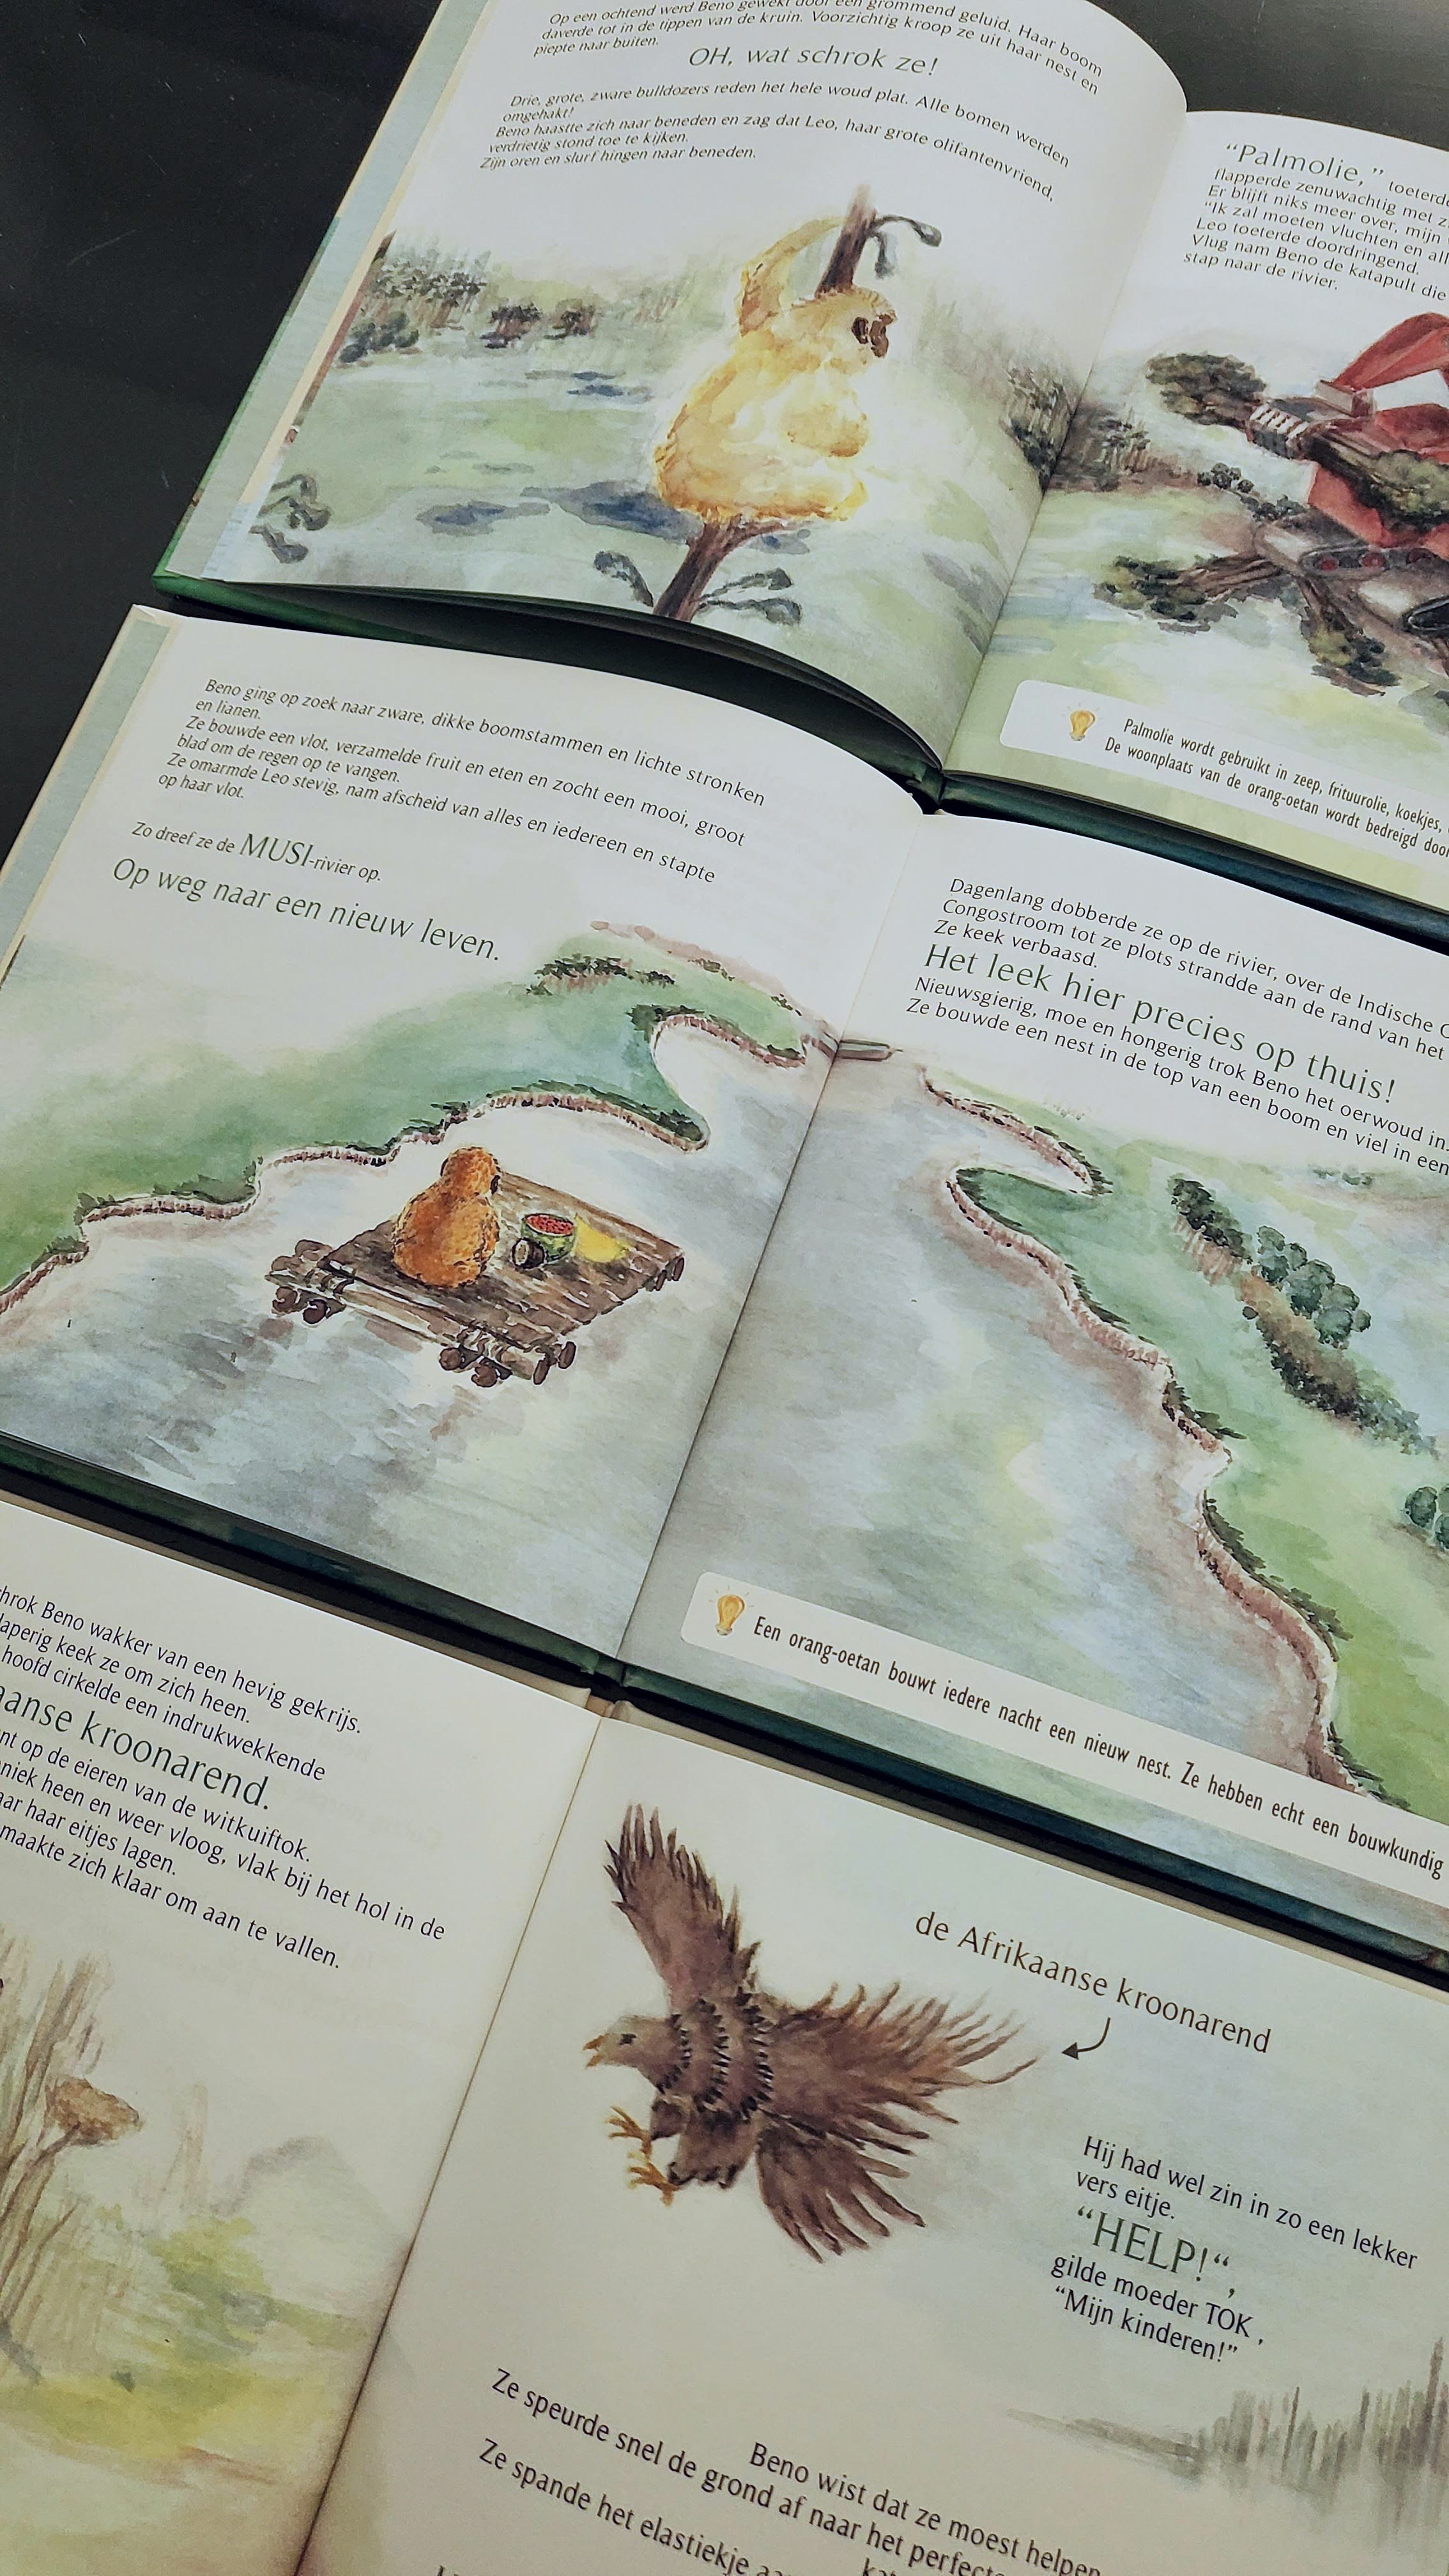 Op een ochtend werd Beno gewekt door een grommend geluid. Haar boom
daverde tot in de tippen van de kruin. Voorzichtig kroop ze uit haar nest en
piepte naar buiten.
OH, wat schrok ze!
Drie, grote, zware bulldozers reden het hele woud plat. Alle bomen werden
omgehakt!
Beno haastte zich naar beneden en zag dat Leo, haar grote olifantenvriend,
verdrietig stond toe te kijken.
Zijn oren en slurf hingen naar beneden.
“Palmolie,” toeterde
flapperde zenuwachtig met
Er blijft niks meer over, mijn
“Ik zal moeten vluchten en
Leo toeterde doordringend.
Vlug nam Beno de katapult die
stap naar de rivier.
Palmolie wordt gebruikt in zeep, frituurolie, koekjes,
De woonplaats van de orang-oetan wordt bedreigd door
Beno ging op zoek naar zware, dikke boomstammen en lichte stronken
en lianen.
Ze bouwde een vlot, verzamelde fruit en eten en zocht een mooi, groot
blad om de regen op te vangen.
Ze omarmde Leo stevig, nam afscheid van alles en iedereen en stapte
op haar vlot.
Zo dreef ze de MUSI-rivier op.
Op weg naar een nieuw leven.
Dagenlang dobberde ze op de rivier, over de Indische
Congostroom tot ze plots strandde aan de rand van het
Ze keek verbaasd.
Het leek hier precies op thuis!
Nieuwsgierig, moe en hongerig trok Beno het oerwoud in.
Ze bouwde een nest in de top van een boom en viel in een
Een orang-oetan bouwt iedere nacht een nieuw nest. Ze hebben echt een bouwkundig
Beno wakker van een hevig gekrijs.
keek ze om zich heen.
hoofd cirkelde een indrukwekkende
kroonarend.
op de eieren van de witkuiftok.
heen en weer vloog, vlak bij het hol in de
haar eitjes lagen.
maakte zich klaar om aan te vallen.
de Afrikaanse kroonarend
Hij had wel zin in zo een lekker
vers eitje.
“HELP!“,
gilde moeder TOK ,
“Mijn kinderen!”
Beno wist dat ze moest helpen
Ze speurde snel de grond af naar het
Ze spande het elastiekje